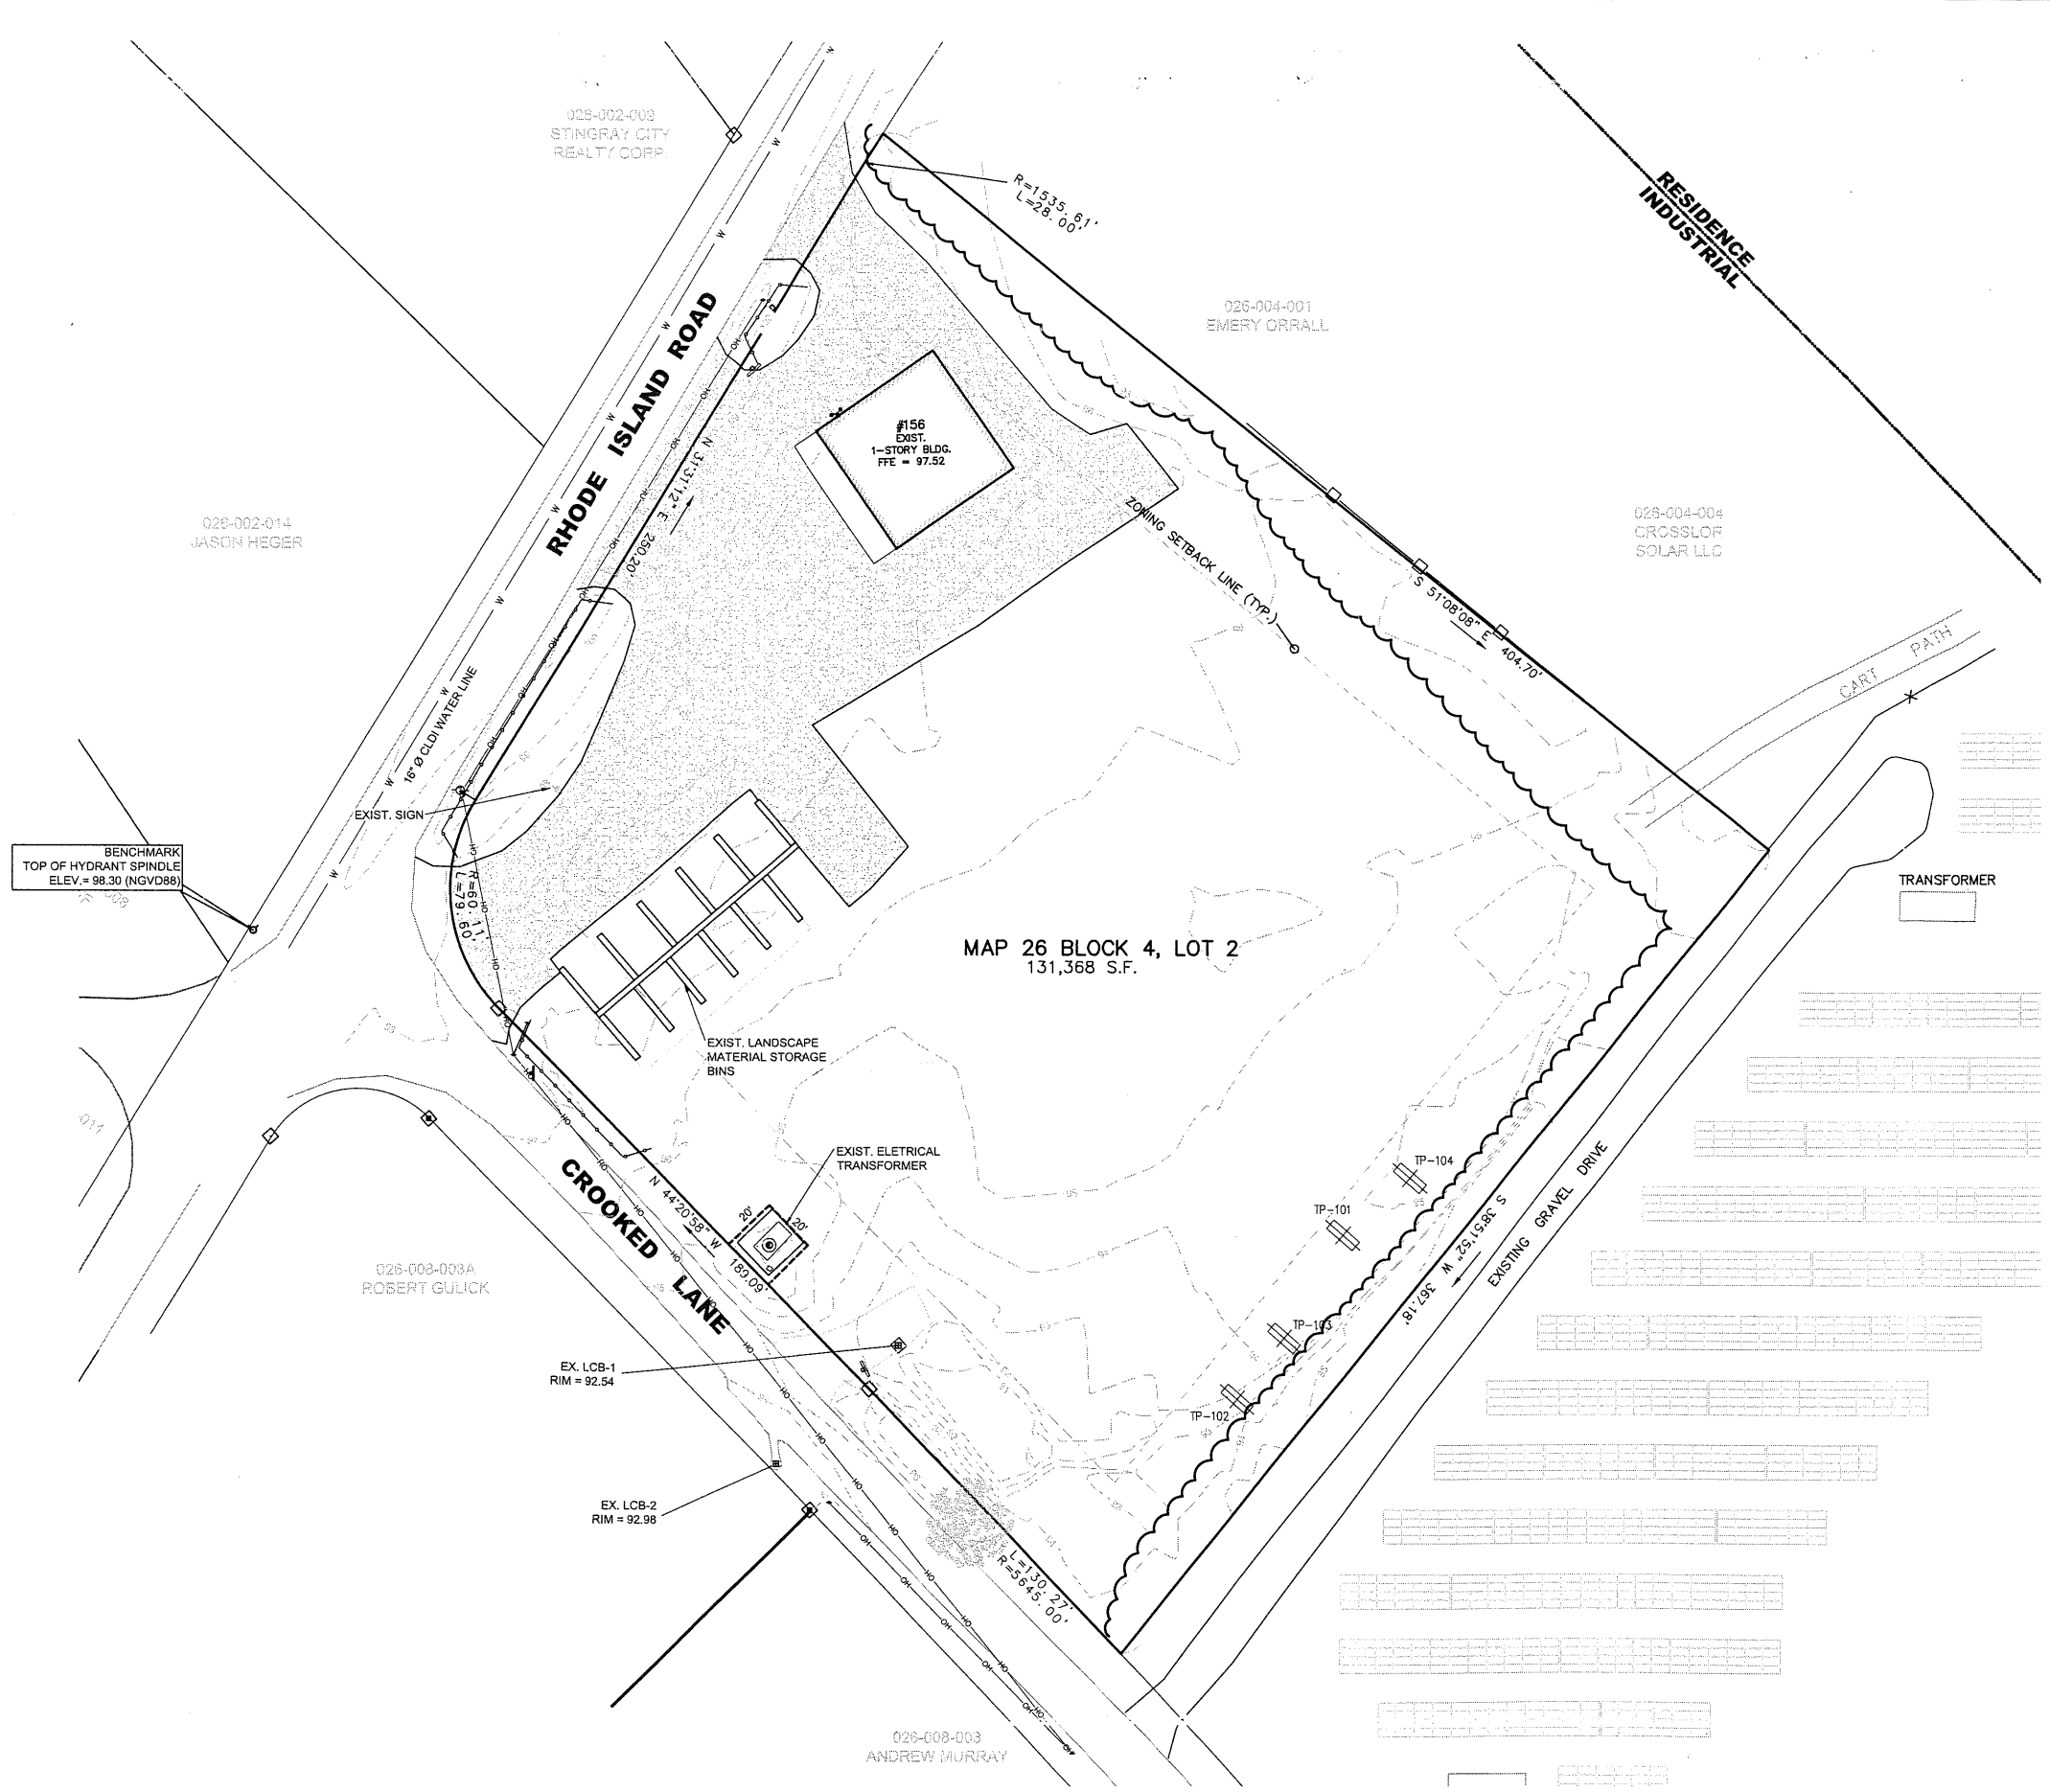 028-002-009
STINGRAY CITY
REALTY CORP.
R=1535.61'
L=28.00'
RESIDENCE
INDUSTRIAL
026-004-001
EMERY ORRALL
RHODE ISLAND ROAD
#156
EXIST.
1-STORY BLDG.
FFE = 97.52
N 31°31'12" E 250.20'
028-002-014
JASON HEGER
ZONING SETBACK LINE (TYP.)
026-004-004
CROSSLOR
SOLAR LLC
S 51°08'08" E 404.70'
CART PATH
16" Ø CLDI WATER LINE
EXIST. SIGN
BENCHMARK
TOP OF HYDRANT SPINDLE
ELEV.= 98.30 (NGVD88)
R=60.11'
L=79.60'
TRANSFORMER
MAP 26 BLOCK 4, LOT 2
131,368 S.F.
EXIST. LANDSCAPE
MATERIAL STORAGE
BINS
EXIST. ELETRICAL
TRANSFORMER
20'
20'
CROOKED LANE
N 44°20'58" W 189.09'
TP-104
TP-101
TP-103
TP-102
S 38°51'52" W 367.18'
EXISTING GRAVEL DRIVE
026-008-003A
ROBERT GULICK
EX. LCB-1
RIM = 92.54
EX. LCB-2
RIM = 92.98
L=130.27'
R=5645.00'
026-008-003
ANDREW MURRAY